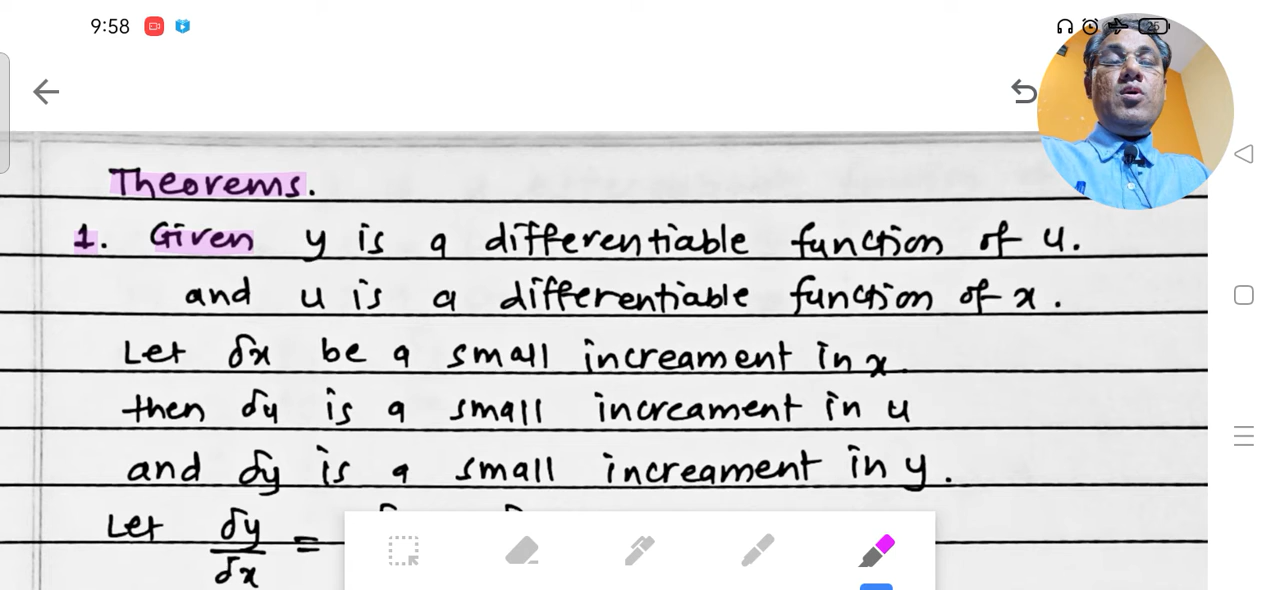 9:58
25
Theorems.
1. Given y is a differentiable function of u.
and u is a differentiable function of x.
Let δx be a small increament in x.
then δu is a small increament in u
and δy is a small increament in y.
Let δy/δx =